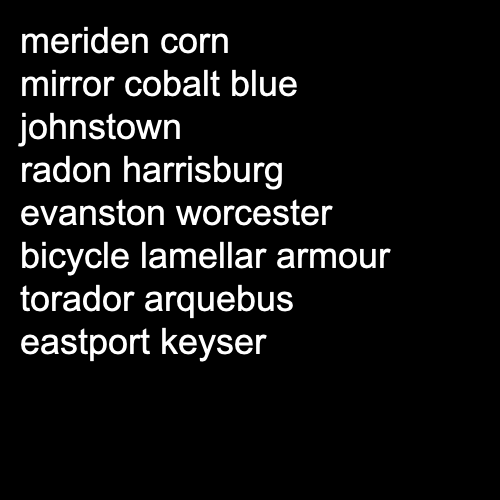 meriden corn
mirror cobalt blue
johnstown
radon harrisburg
evanston worcester
bicycle lamellar armour
torador arquebus
eastport keyser